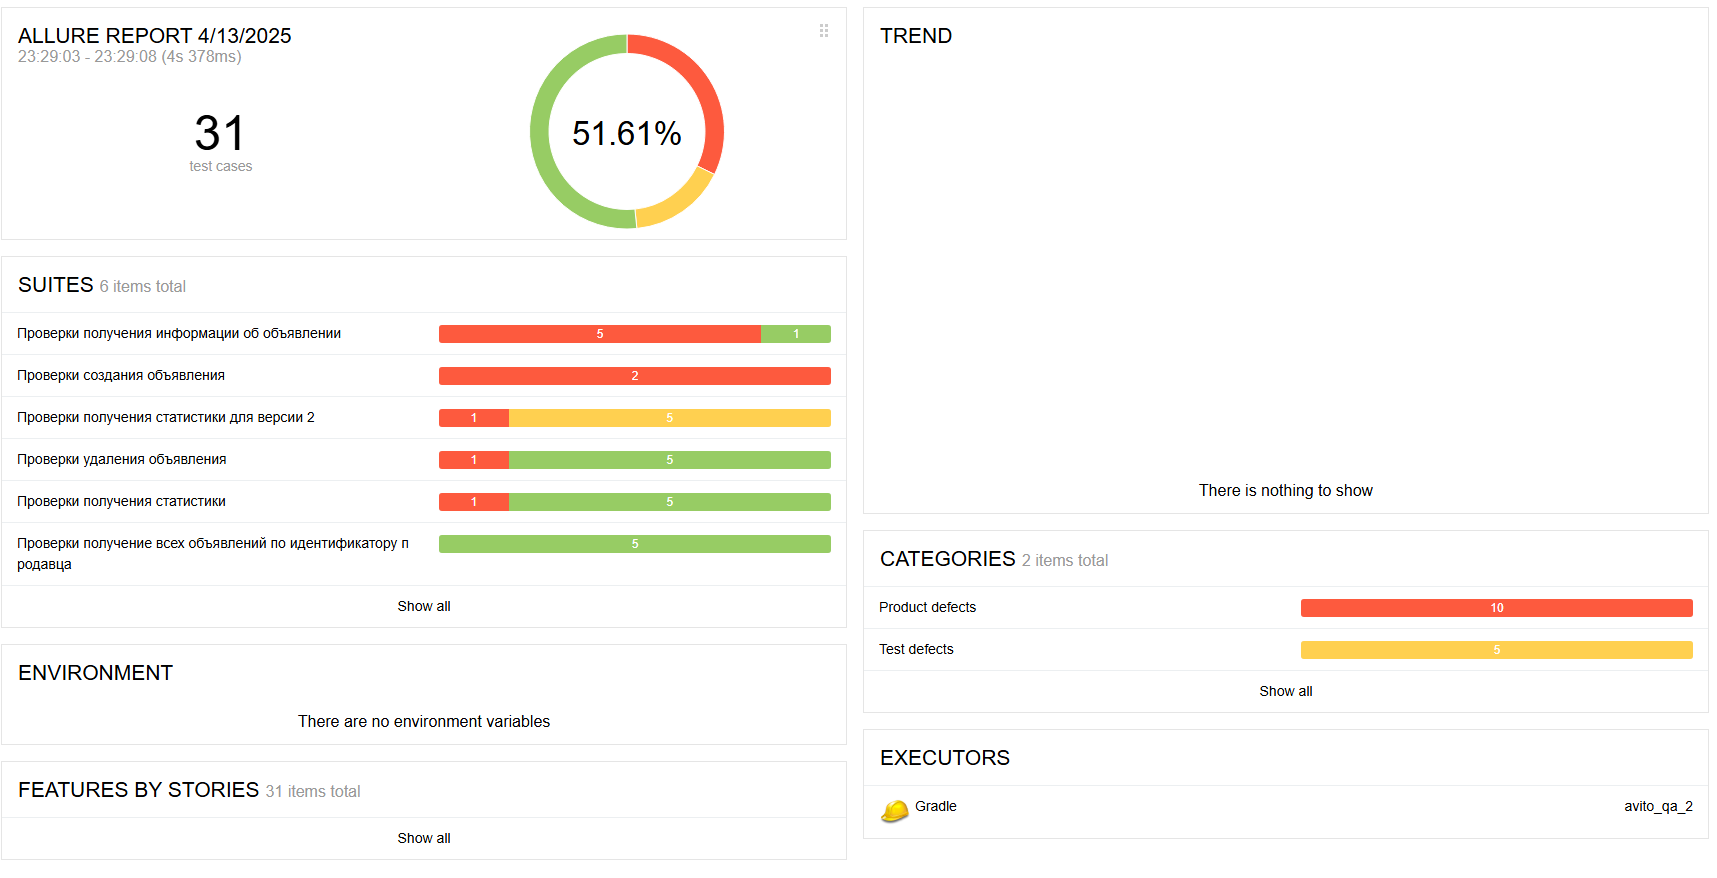 ALLURE REPORT 4/13/2025
23:29:03 - 23:29:08 (4s 378ms)
31
test cases
51.61%
SUITES 6 items total
Проверки получения информации об объявлении
5
1
Проверки создания объявления
2
Проверки получения статистики для версии 2
1
5
Проверки удаления объявления
1
5
Проверки получения статистики
1
5
Проверки получение всех объявлений по идентификатору п
родавца
5
Show all
ENVIRONMENT
There are no environment variables
FEATURES BY STORIES 31 items total
Show all
TREND
There is nothing to show
CATEGORIES 2 items total
Product defects
10
Test defects
5
Show all
EXECUTORS
Gradle
avito_qa_2